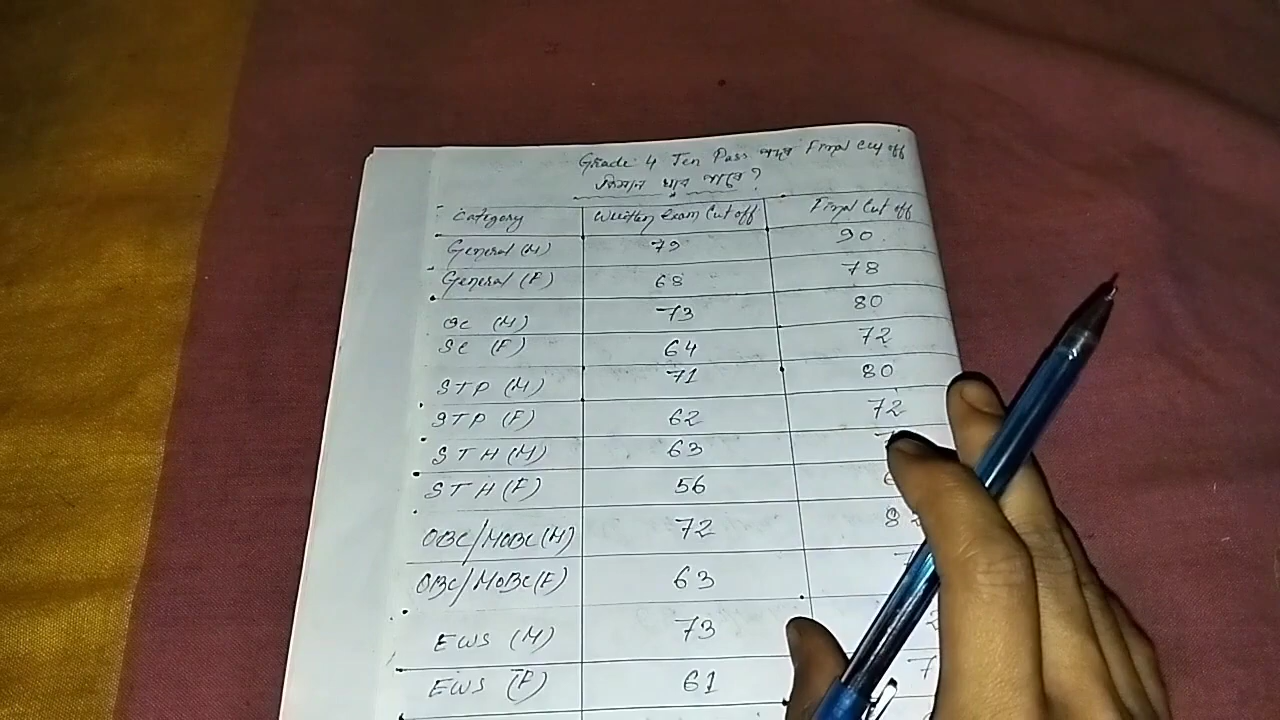 Grade 4 Ten Pass পদৰ Final Cut off
কিমান যাব পাৰে?
Category Written Exam Cut off Final Cut off
General (M) 79 90
General (F) 68 78
SC (M) 73 80
SC (F) 64 72
STP (M) 71 80
STP (F) 62 72
STH (M) 63
STH (F) 56
OBC/MOBC(M) 72
OBC/MOBC(F) 63
EWS (M) 73
EWS (F) 61